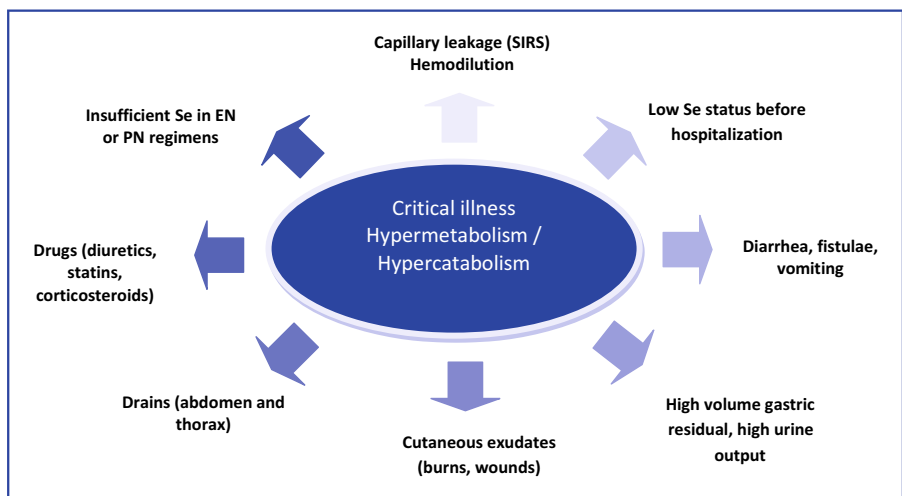 Capillary leakage (SIRS)
Hemodilution
Insufficient Se in EN
or PN regimens
Low Se status before
hospitalization
Critical illness
Hypermetabolism /
Hypercatabolism
Drugs (diuretics,
statins,
corticosteroids)
Diarrhea, fistulae,
vomiting
Drains (abdomen and
thorax)
Cutaneous exudates
(burns, wounds)
High volume gastric
residual, high urine
output